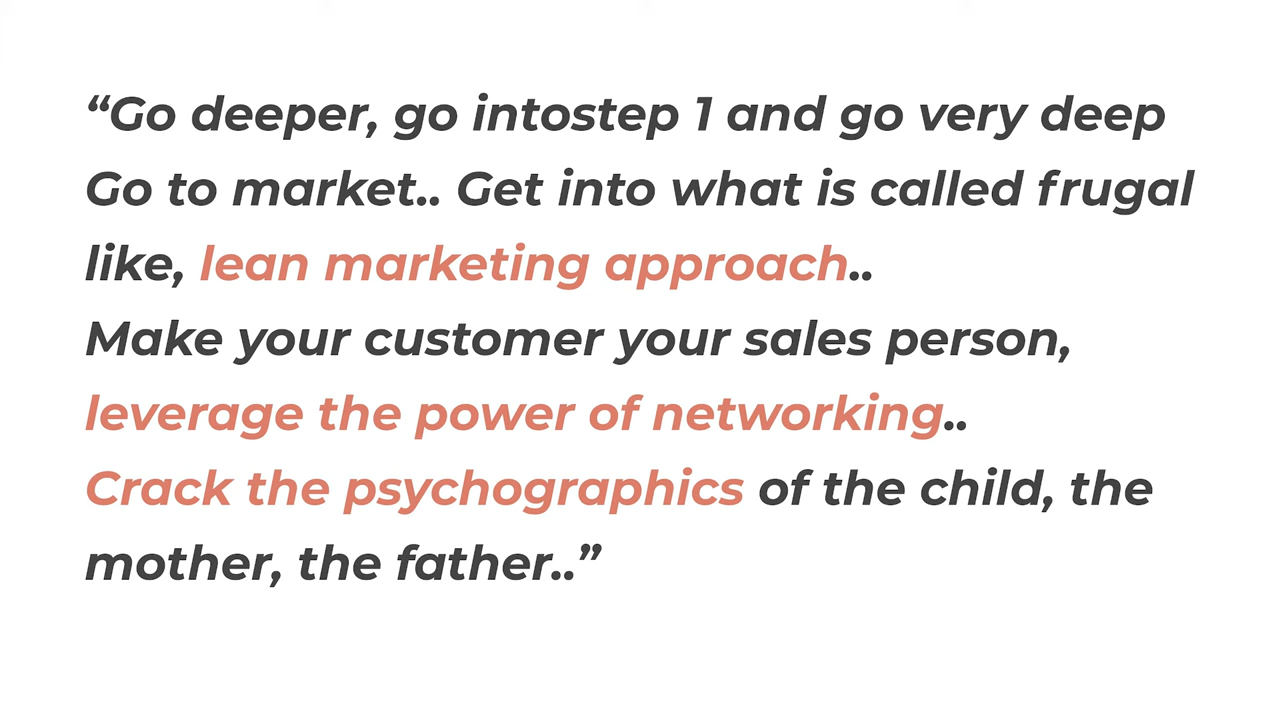 “Go deeper, go intostep 1 and go very deep
Go to market.. Get into what is called frugal
like, lean marketing approach..
Make your customer your sales person,
leverage the power of networking..
Crack the psychographics of the child, the
mother, the father..”